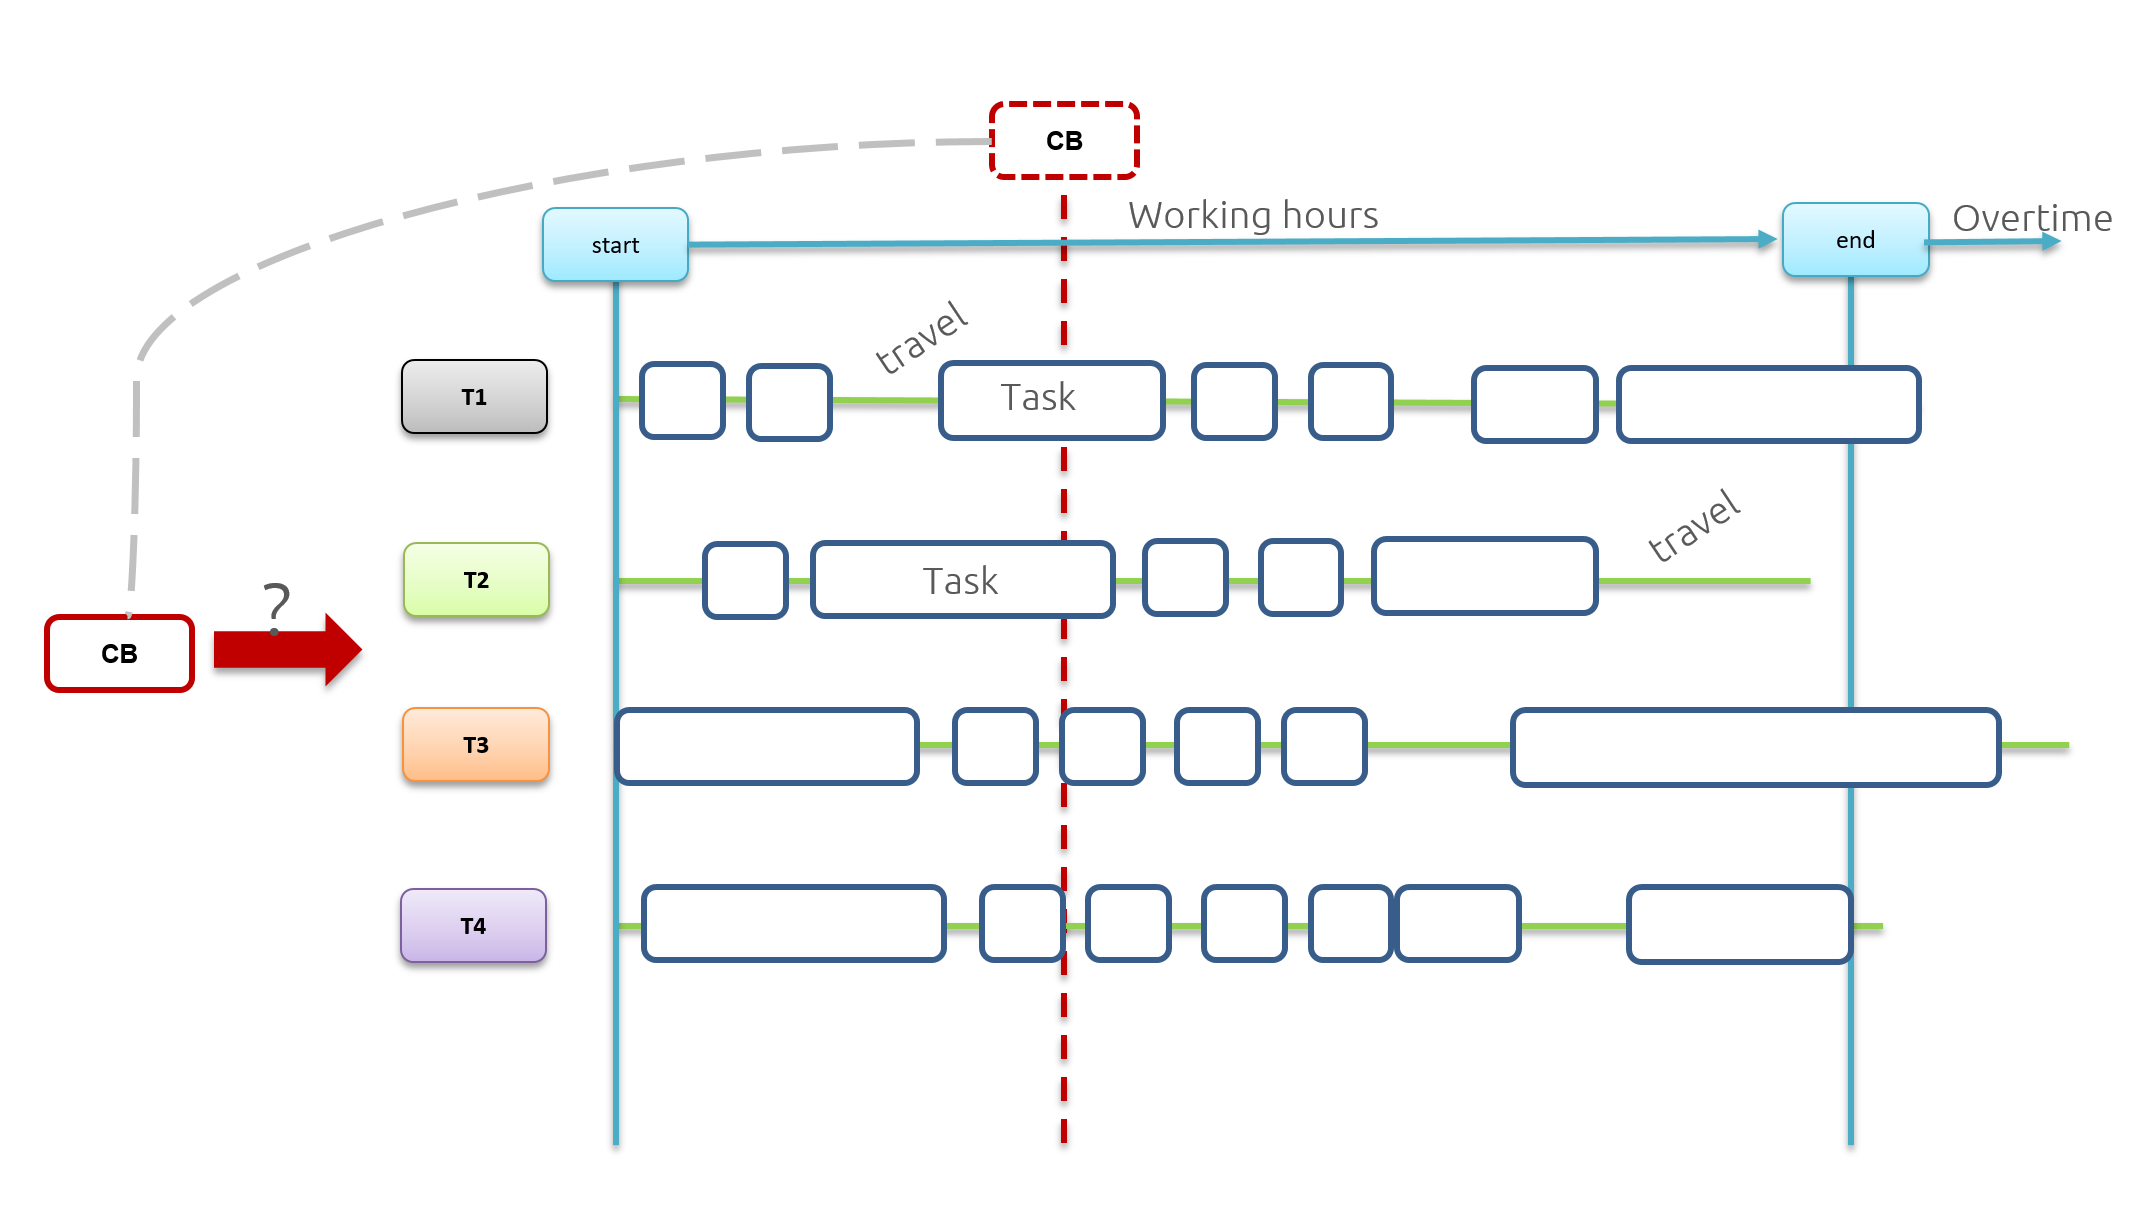 CB
Working hours
Overtime
start
end
travel
T1
Task
travel
T2
Task
?
CB
T3
T4